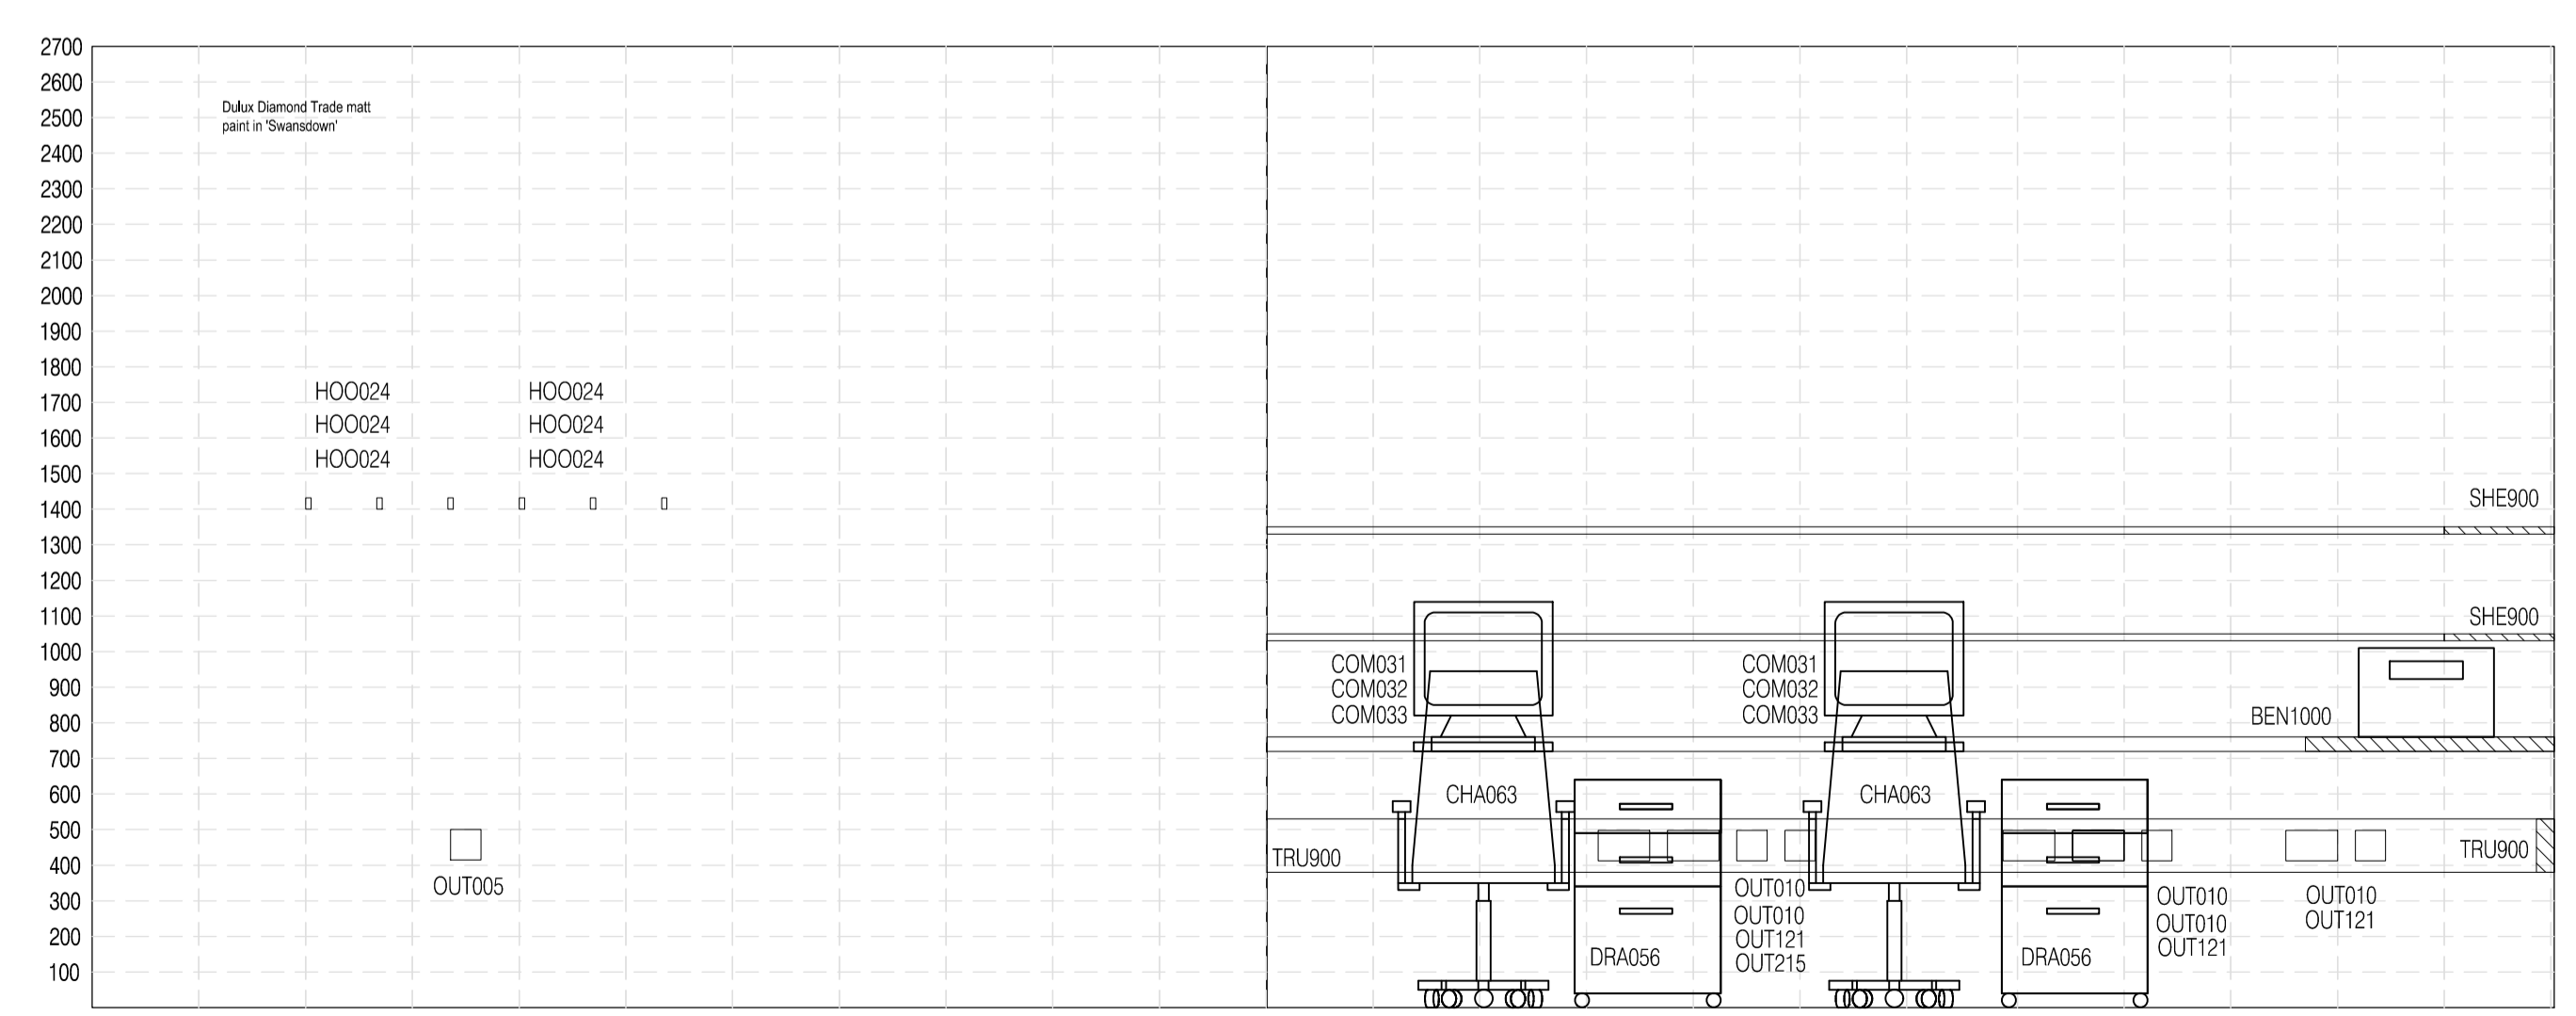 2700
2600
2500
2400
2300
2200
2100
2000
1900
1800
1700
1600
1500
1400
1300
1200
1100
1000
900
800
700
600
500
400
300
200
100
Dulux Diamond Trade matt
paint in 'Swansdown'
HOO024 HOO024
HOO024 HOO024
HOO024 HOO024
OUT005
SHE900
SHE900
COM031
COM032
COM033
COM031
COM032
COM033
BEN1000
CHA063
CHA063
TRU900
TRU900
DRA056
OUT010
OUT010
OUT121
OUT215
DRA056
OUT010
OUT010
OUT121
OUT010
OUT121